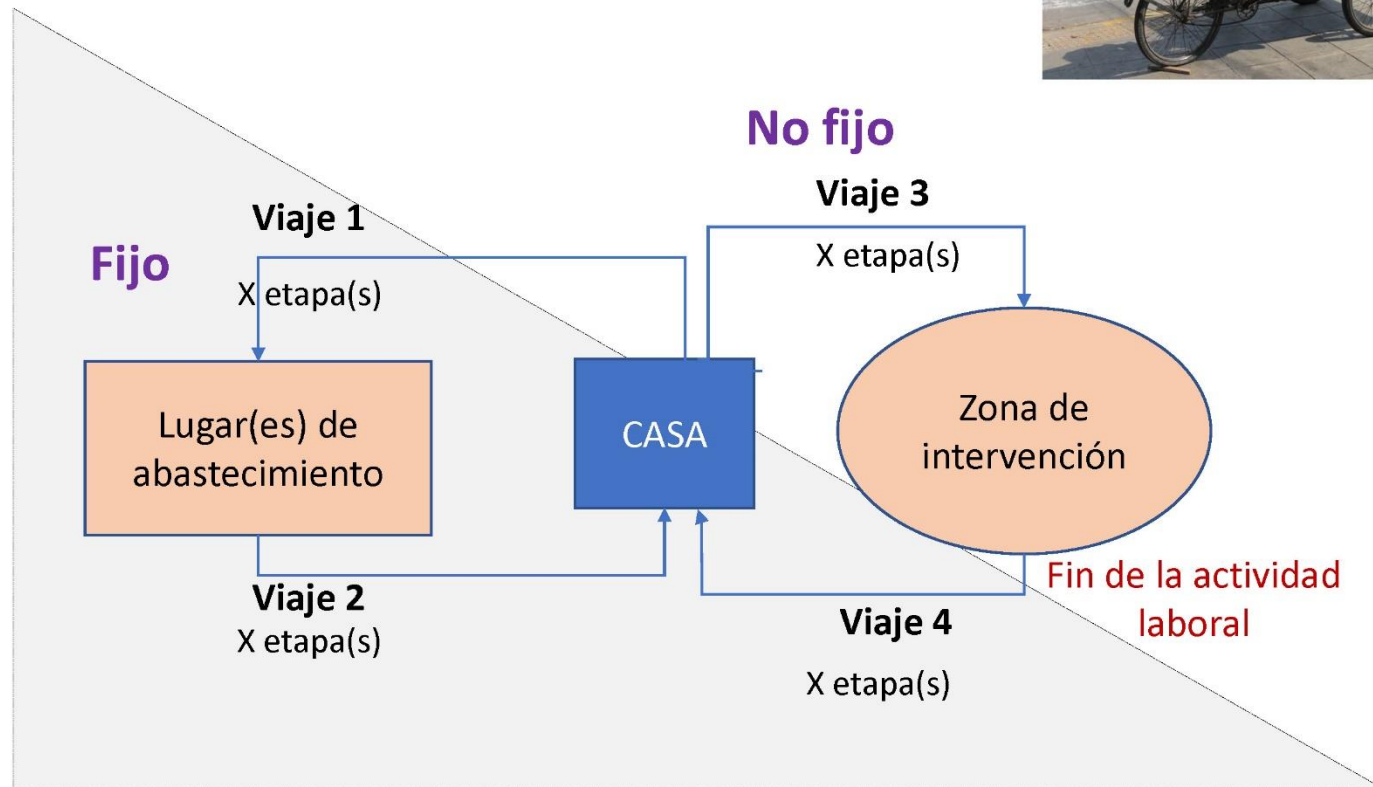 No fijo
Viaje 3
X etapa(s)
Viaje 1
Fijo
X etapa(s)
Lugar(es) de
abastecimiento
CASA
Zona de
intervención
Viaje 2
X etapa(s)
Fin de la actividad
laboral
Viaje 4
X etapa(s)